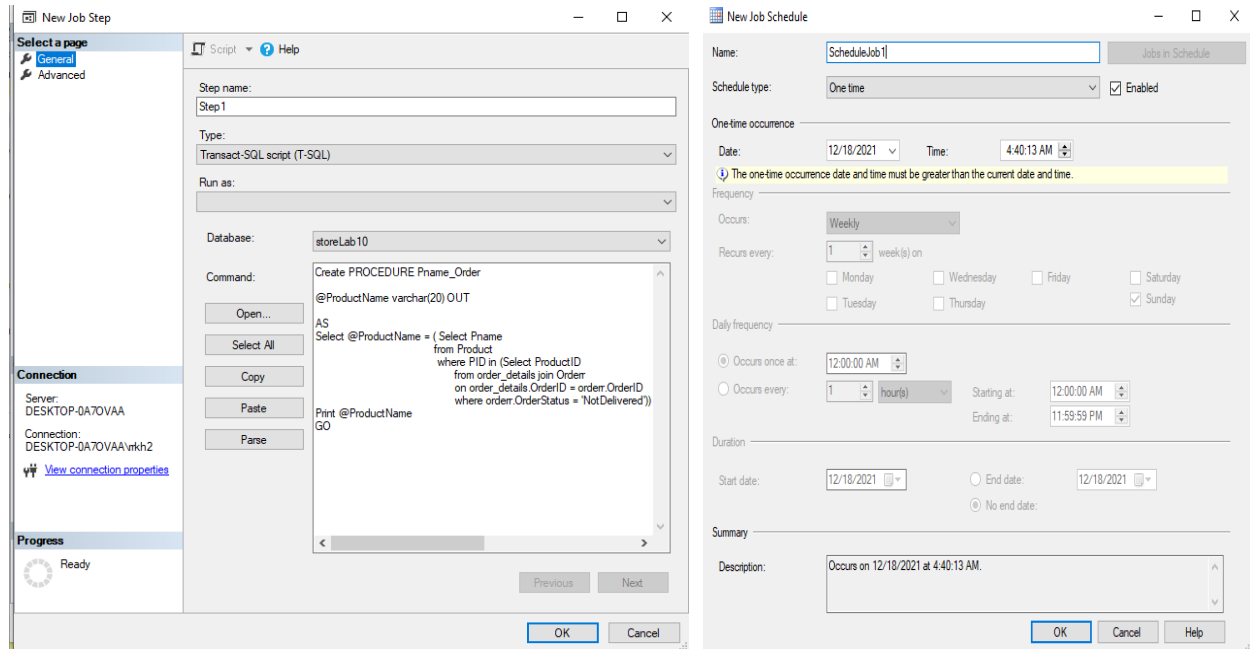 New Job Step
Select a page
General
Advanced
Script
Help
Step name:
Step1
Type:
Transact-SQL script (T-SQL)
Run as:
Database:
storeLab10
Command:
Open...
Select All
Copy
Paste
Parse
Create PROCEDURE Pname_Order
@ProductName varchar(20) OUT
AS
Select @ProductName = ( Select Pname
from Product
where PID in (Select ProductID
from order_details join Orderr
on order_details.OrderID = orderr.OrderID
where orderr.OrderStatus = 'NotDelivered'))
Print @ProductName
GO
Connection
Server:
DESKTOP-0A7OVAA
Connection:
DESKTOP-0A7OVAA\rrkh2
View connection properties
Progress
Ready
Previous
Next
OK
Cancel
New Job Schedule
Name:
ScheduleJob1
Jobs in Schedule
Schedule type:
One time
Enabled
One-time occurrence
Date:
12/18/2021
Time:
4:40:13 AM
The one-time occurrence date and time must be greater than the current date and time.
Frequency
Occurs:
Weekly
Recurs every:
1
week(s) on
Monday
Wednesday
Friday
Saturday
Tuesday
Thursday
Sunday
Daily frequency
Occurs once at:
12:00:00 AM
Occurs every:
1
hour(s)
Starting at:
12:00:00 AM
Ending at:
11:59:59 PM
Duration
Start date:
12/18/2021
End date:
12/18/2021
No end date:
Summary
Description:
Occurs on 12/18/2021 at 4:40:13 AM.
OK
Cancel
Help